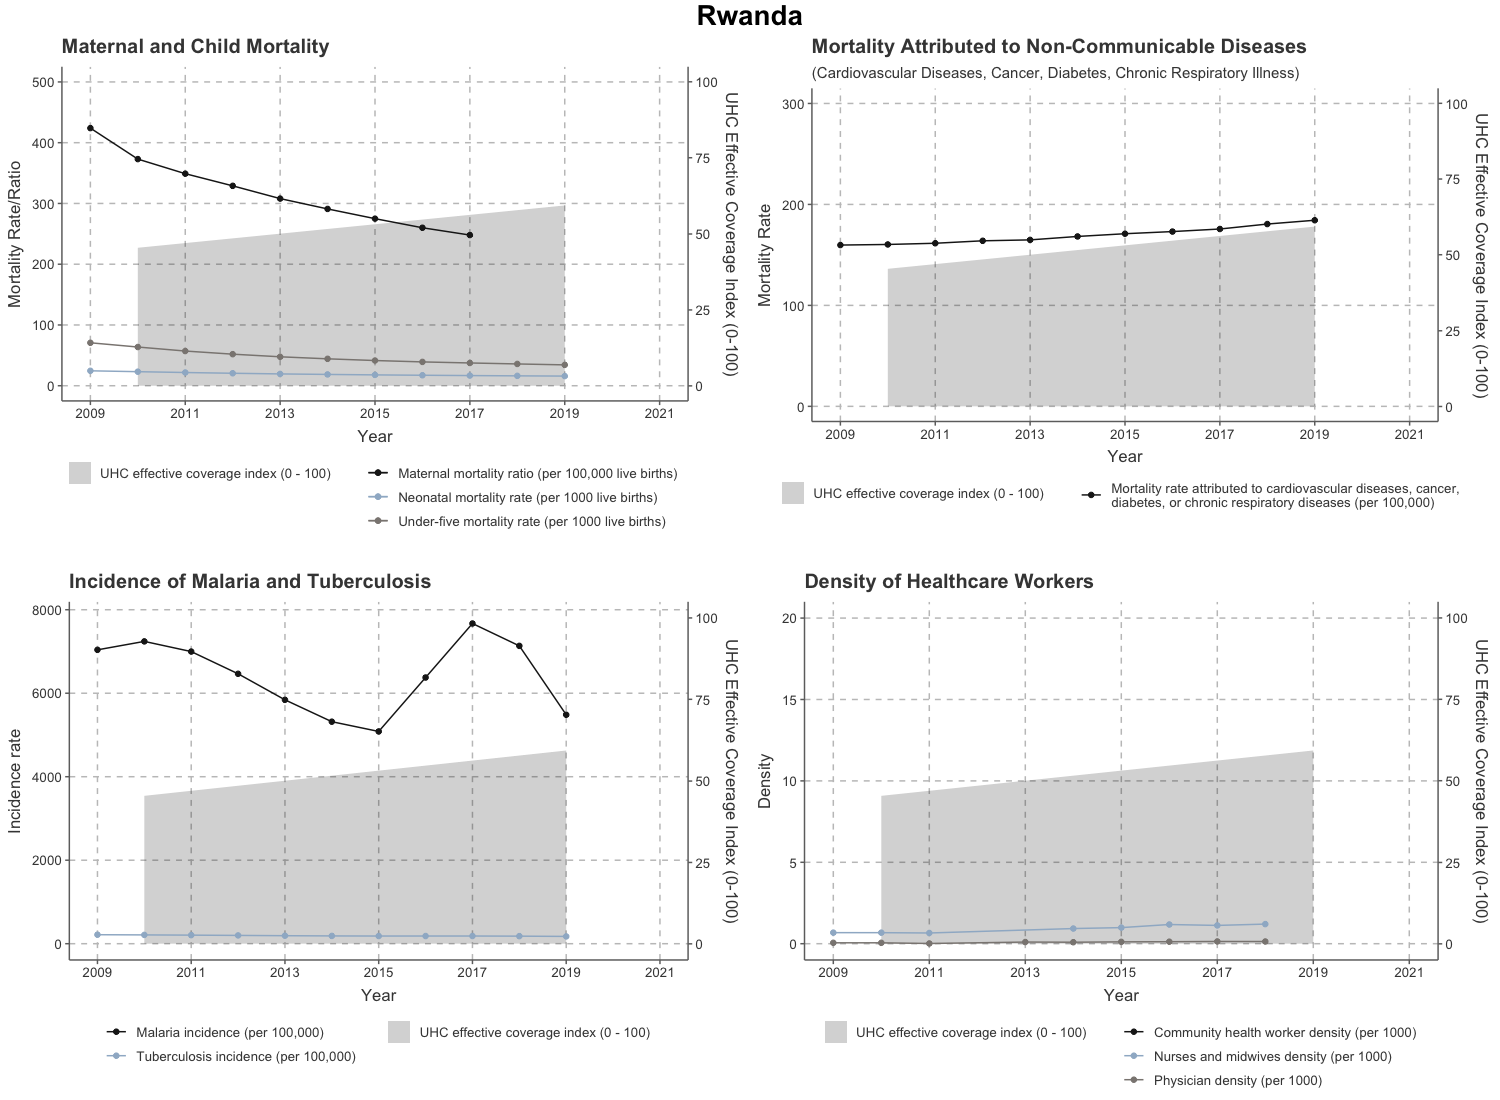 Rwanda
Maternal and Child Mortality
500
400
300
200
100
0
100
75
50
25
0
Mortality Rate/Ratio
UHC Effective Coverage Index (0-100)
2009 2011 2013 2015 2017 2019 2021
Year
UHC effective coverage index (0 - 100)
Maternal mortality ratio (per 100,000 live births)
Neonatal mortality rate (per 1000 live births)
Under-five mortality rate (per 1000 live births)
Mortality Attributed to Non-Communicable Diseases
(Cardiovascular Diseases, Cancer, Diabetes, Chronic Respiratory Illness)
300
200
100
0
100
75
50
25
0
Mortality Rate
UHC Effective Coverage Index (0-100)
2009 2011 2013 2015 2017 2019 2021
Year
UHC effective coverage index (0 - 100)
Mortality rate attributed to cardiovascular diseases, cancer,
diabetes, or chronic respiratory diseases (per 100,000)
Incidence of Malaria and Tuberculosis
8000
6000
4000
2000
0
100
75
50
25
0
Incidence rate
UHC Effective Coverage Index (0-100)
2009 2011 2013 2015 2017 2019 2021
Year
Malaria incidence (per 100,000)
Tuberculosis incidence (per 100,000)
UHC effective coverage index (0 - 100)
Density of Healthcare Workers
20
15
10
5
0
100
75
50
25
0
Density
UHC Effective Coverage Index (0-100)
2009 2011 2013 2015 2017 2019 2021
Year
UHC effective coverage index (0 - 100)
Community health worker density (per 1000)
Nurses and midwives density (per 1000)
Physician density (per 1000)